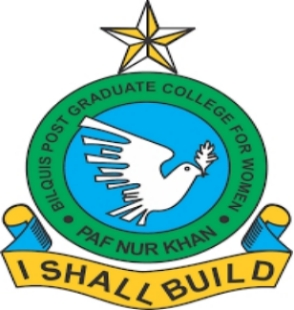 BILQUIS POST GRADUATE COLLEGE FOR WOMEN
• PAF NUR KHAN •
I SHALL BUILD